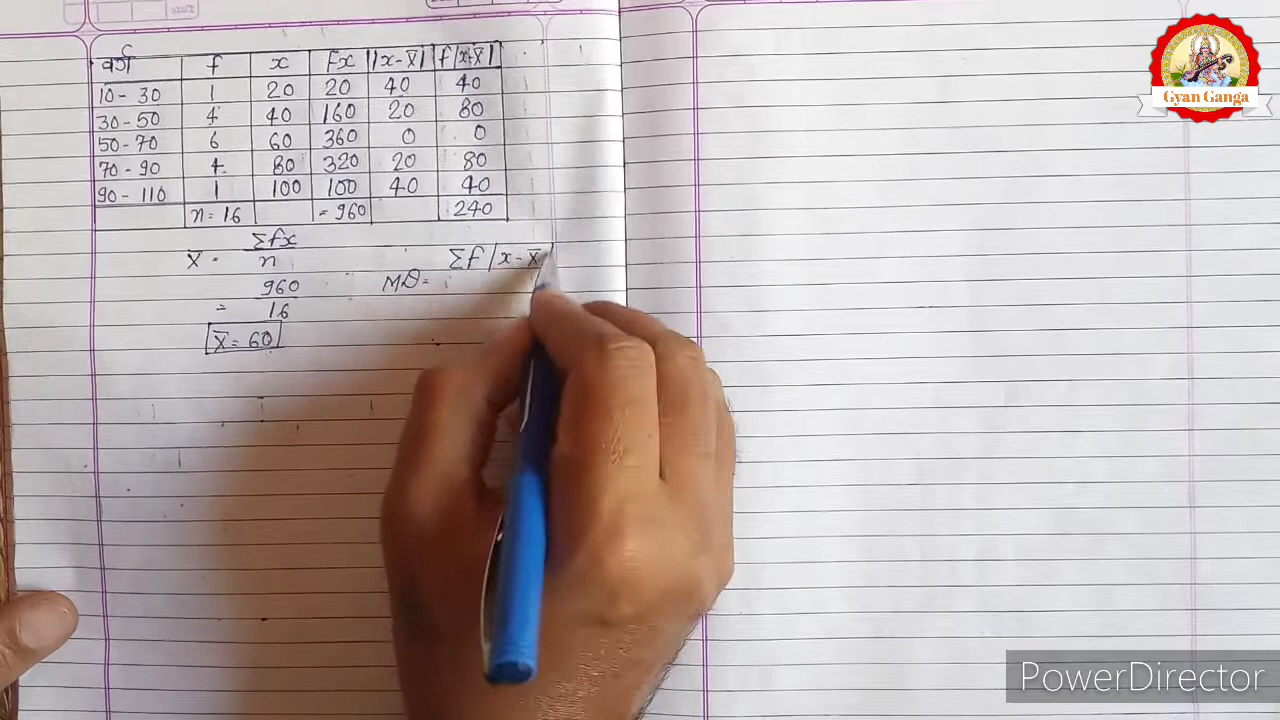 वर्ग f x Fx |x-x̄| f|x-x̄|
10-30 1 20 20 40 40
30-50 4 40 160 20 80
50-70 6 60 360 0 0
70-90 4 80 320 20 80
90-110 1 100 100 40 40
n=16 =960 240
x̄ = Σfx / n
= 960 / 16
x̄ = 60
MD = Σf|x-x̄|
Gyan Ganga
PowerDirector